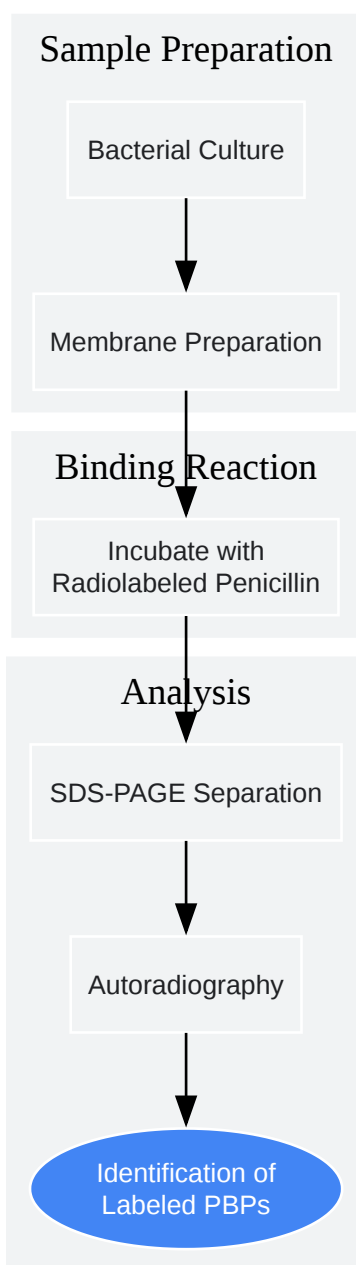 Sample Preparation
Bacterial Culture
Membrane Preparation
Binding Reaction
Incubate with
Radiolabeled Penicillin
Analysis
SDS-PAGE Separation
Autoradiography
Identification of
Labeled PBPs